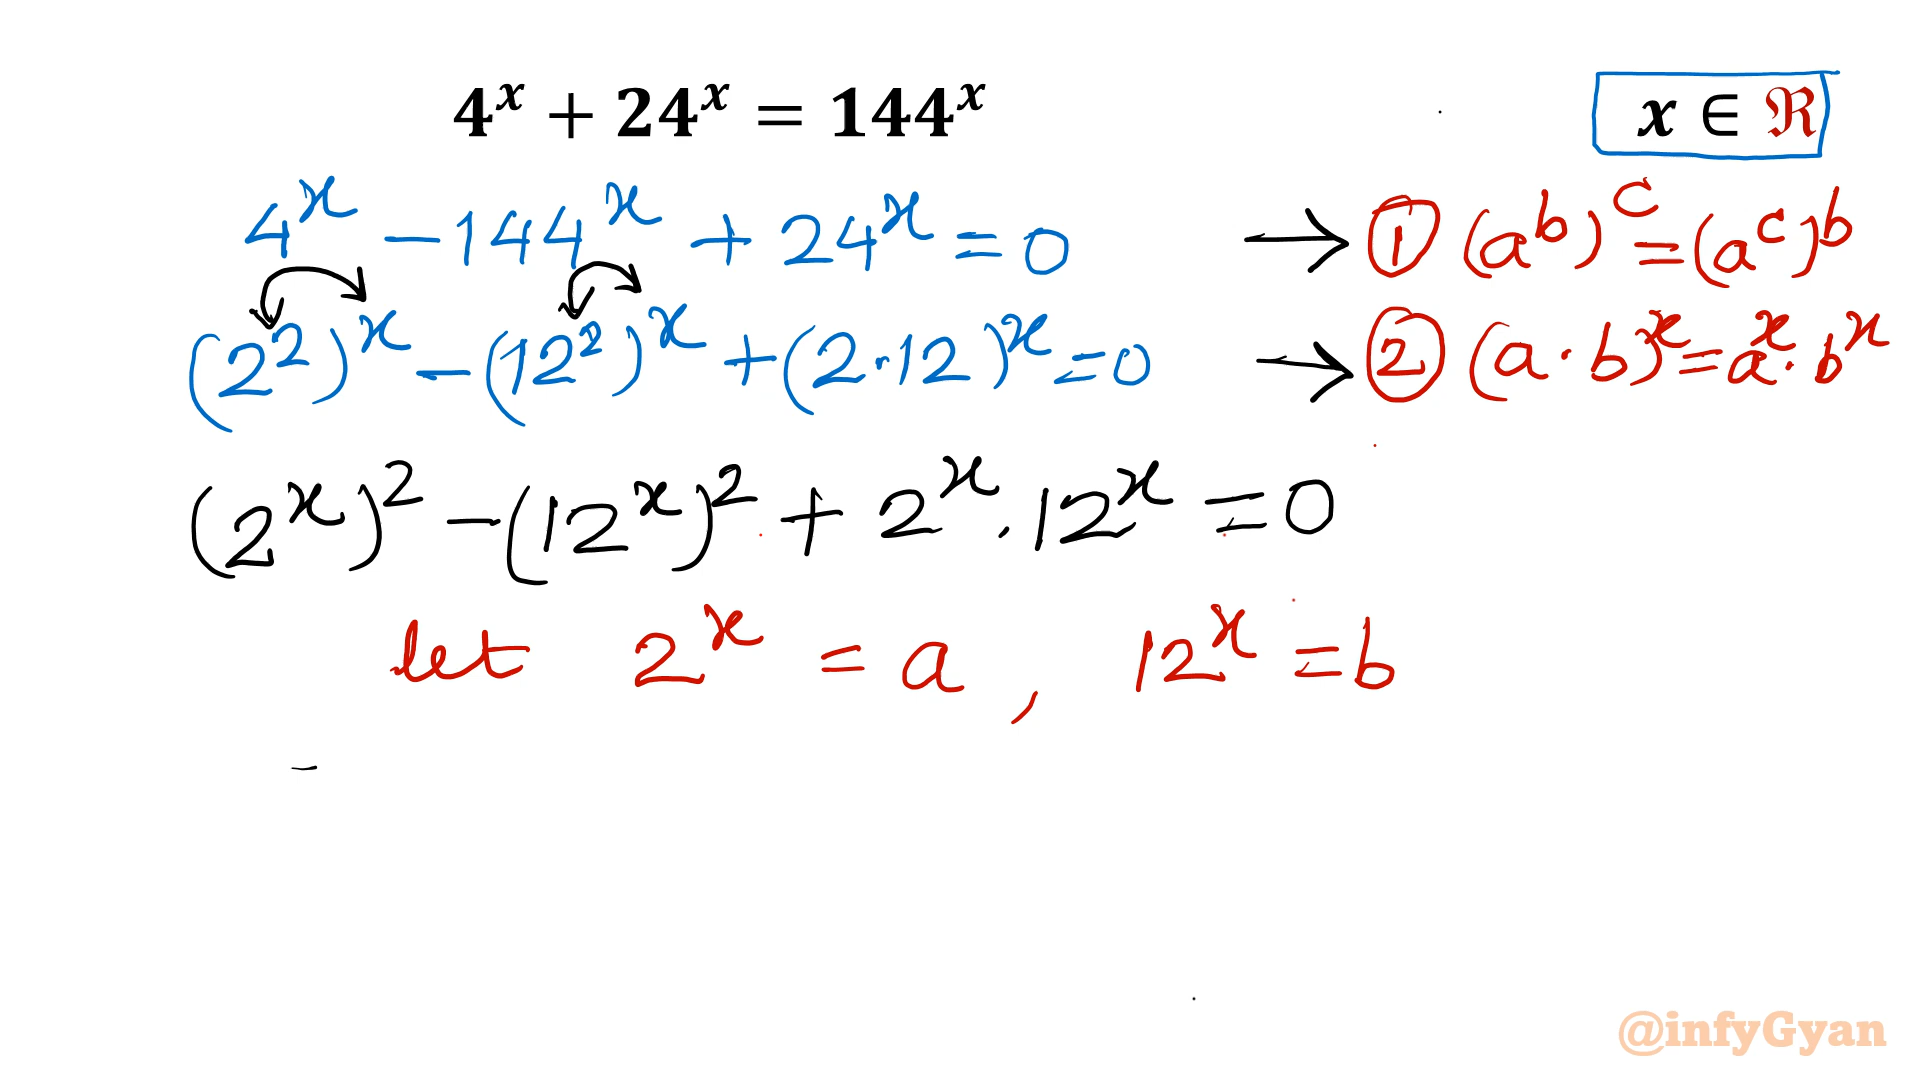 4^x + 24^x = 144^x
x ∈ ℜ
4^x − 144^x + 24^x = 0 → ① (a^b)^c = (a^c)^b
(2^2)^x − (12^2)^x + (2·12)^x = 0 → ② (a·b)^x = a^x·b^x
(2^x)^2 − (12^x)^2 + 2^x·12^x = 0
let 2^x = a, 12^x = b
@infyGyan